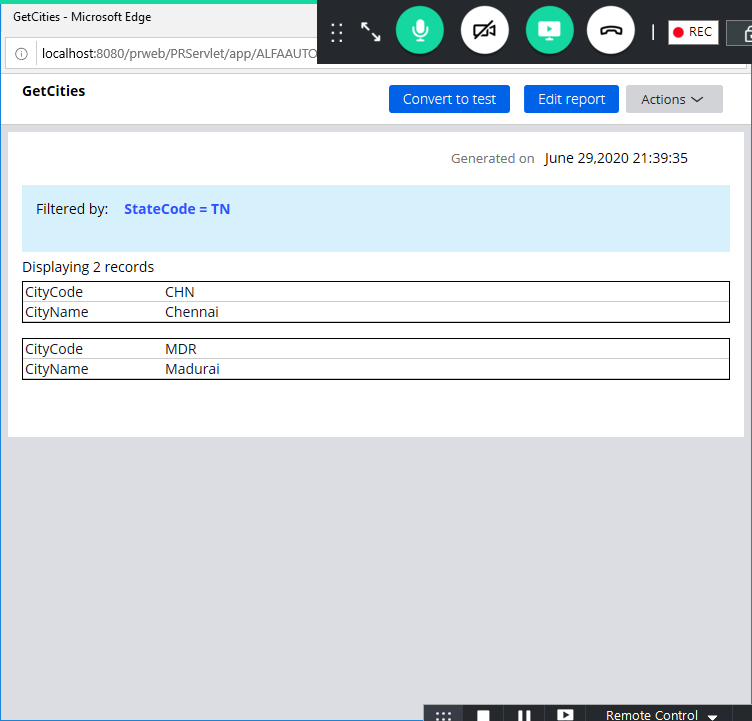 GetCities - Microsoft Edge
localhost:8080/prweb/PRServlet/app/ALFAAUTO
REC
GetCities
Convert to test
Edit report
Actions
Generated on June 29,2020 21:39:35
Filtered by: StateCode = TN
Displaying 2 records
CityCode CHN
CityName Chennai
CityCode MDR
CityName Madurai
Remote Control